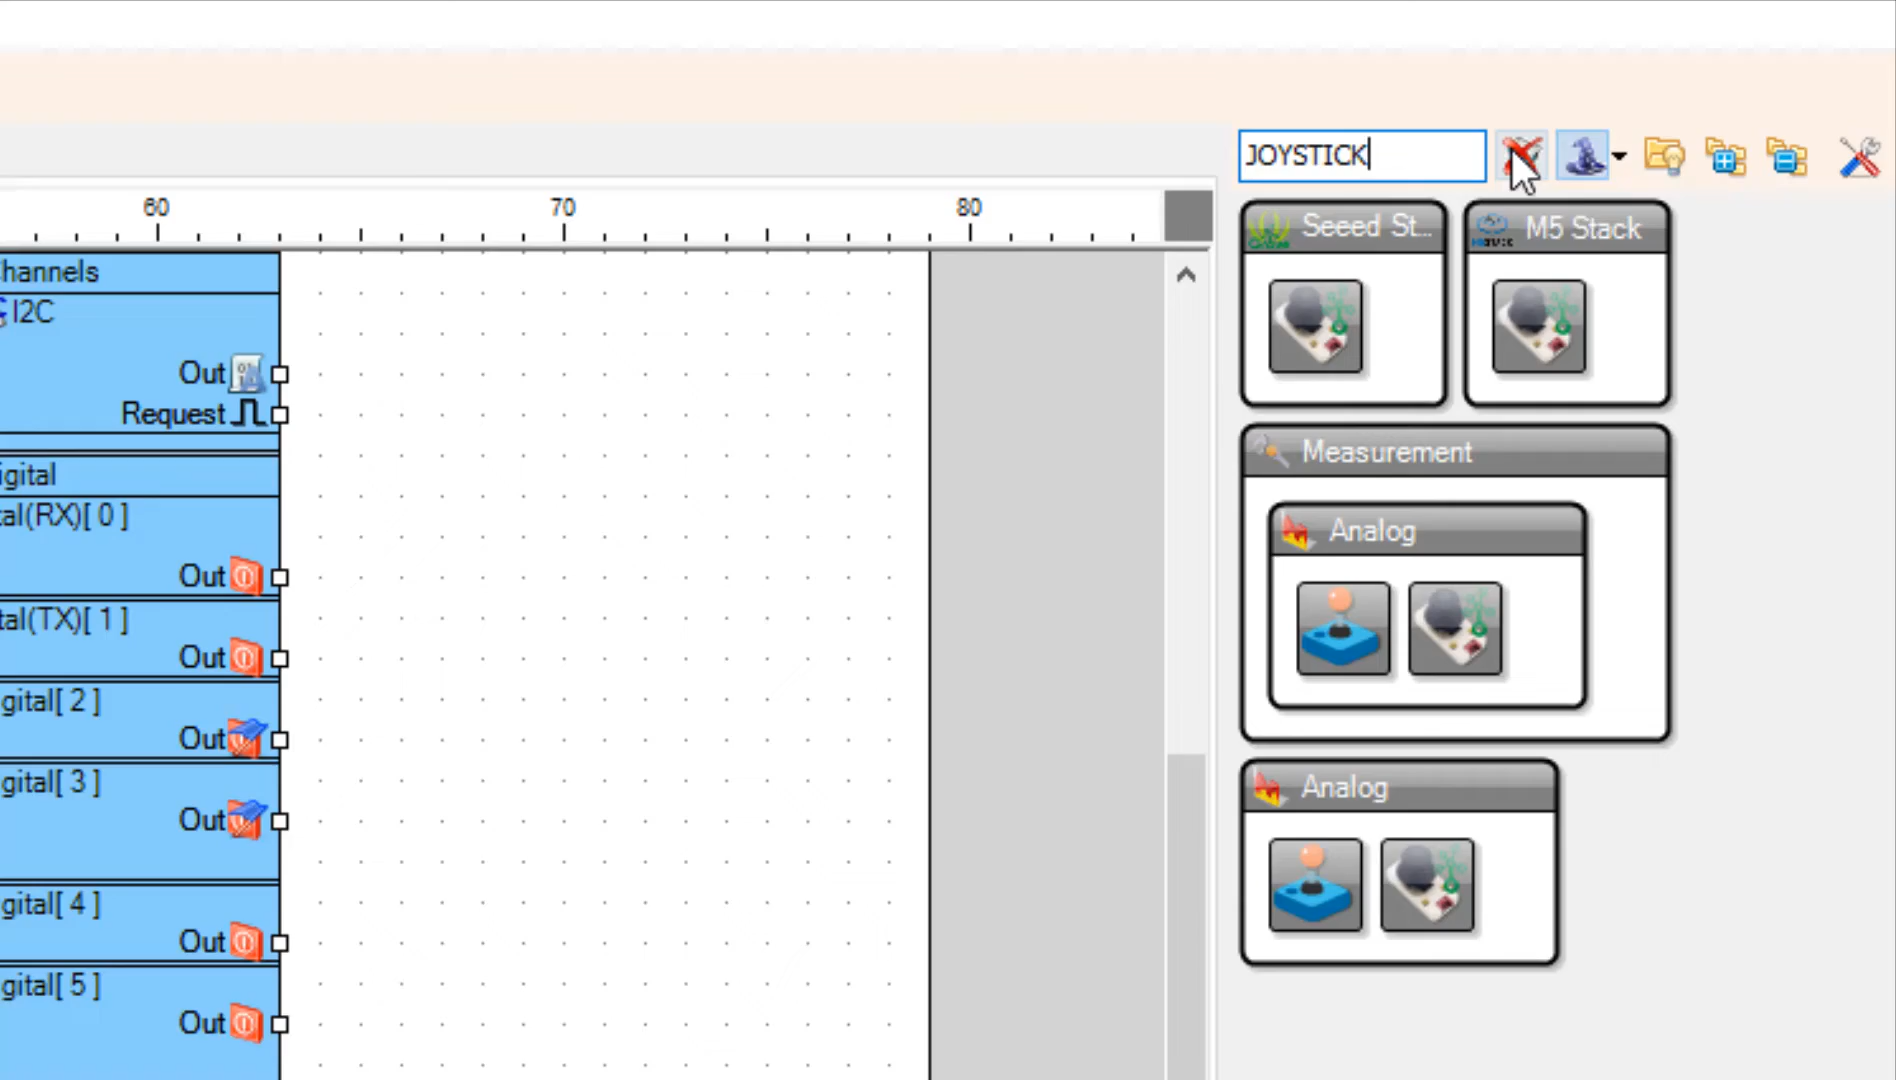 JOYSTICK
60 70 80
Seeed St... M5 Stack
hannels
I2C
Out
Request
igital
tal(RX)[ 0 ]
Out
tal(TX)[ 1 ]
Out
igital[ 2 ]
Out
igital[ 3 ]
Out
igital[ 4 ]
Out
igital[ 5 ]
Out
Measurement
Analog
Analog